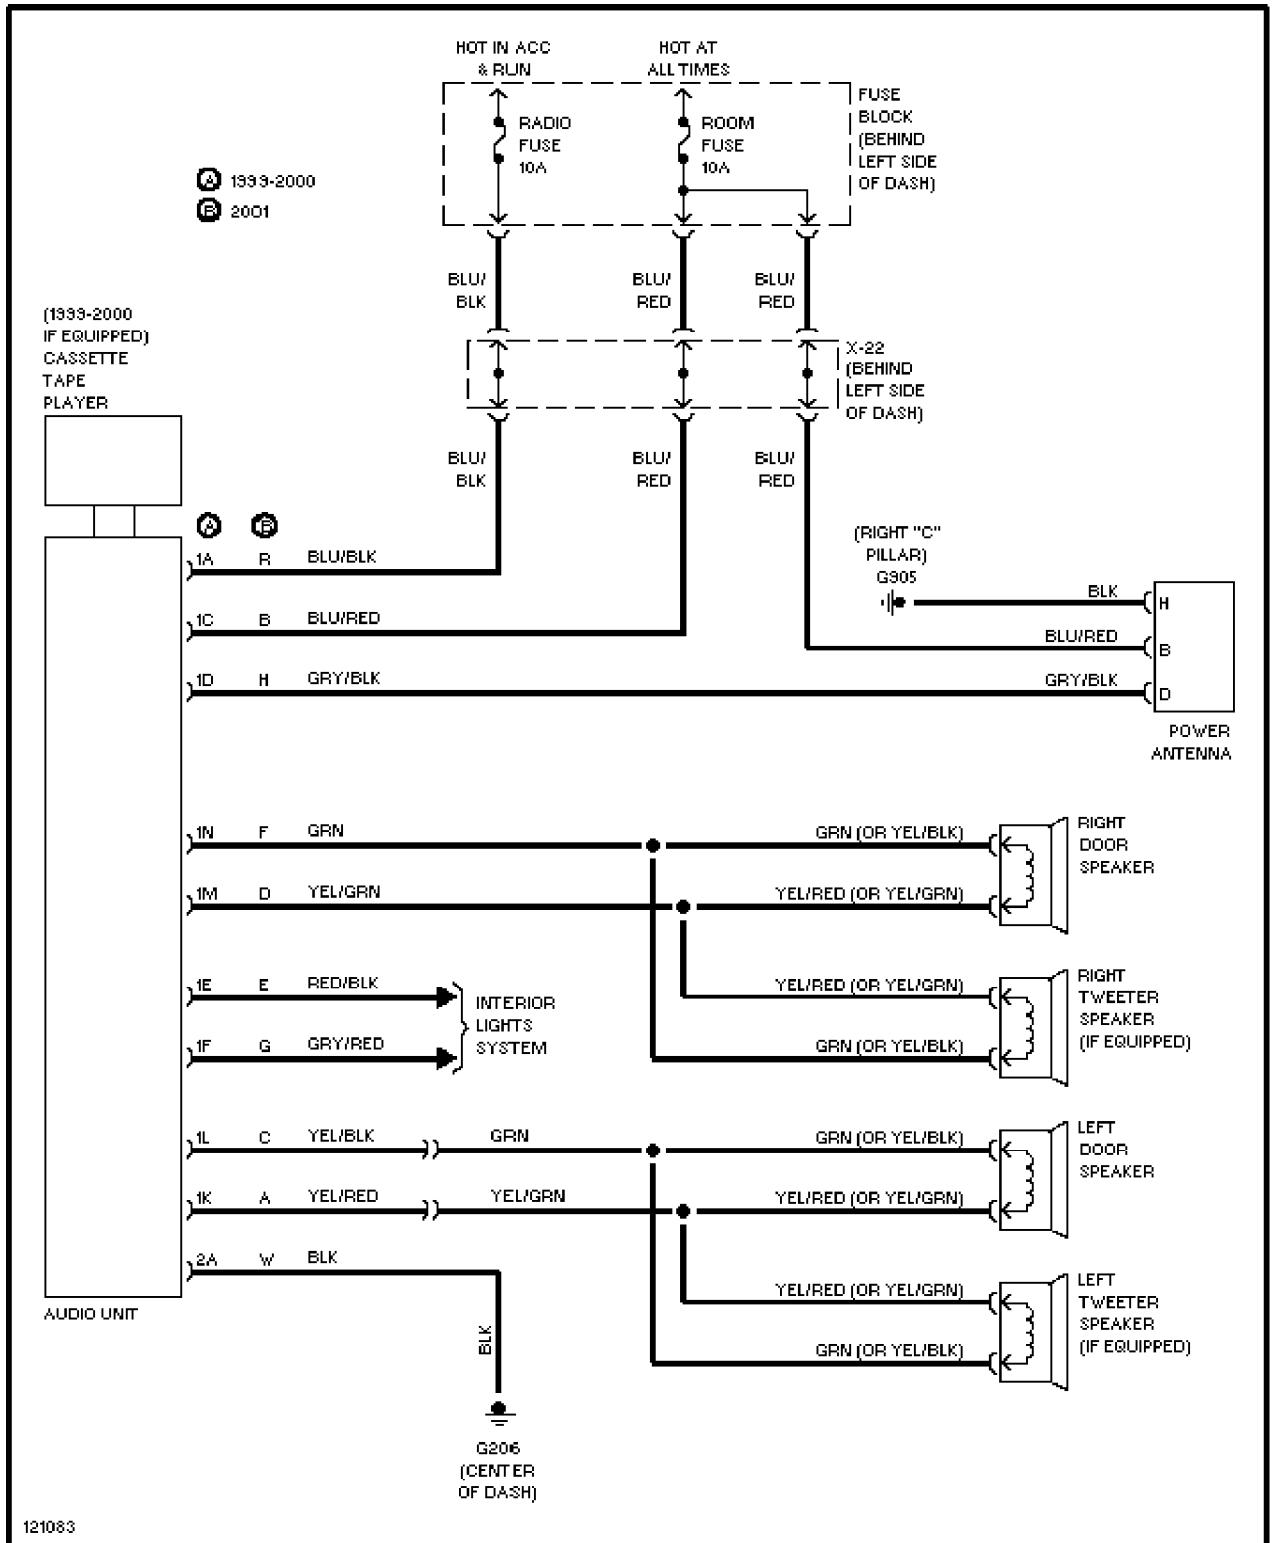 HOT IN ACC
& RUN
HOT AT
ALL TIMES
RADIO
FUSE
10A
ROOM
FUSE
10A
FUSE
BLOCK
(BEHIND
LEFT SIDE
OF DASH)
A 1999-2000
B 2001
BLU/
BLK
BLU/
RED
BLU/
RED
(1999-2000
IF EQUIPPED)
CASSETTE
TAPE
PLAYER
X-22
(BEHIND
LEFT SIDE
OF DASH)
BLU/
BLK
BLU/
RED
BLU/
RED
A B
(RIGHT "C"
PILLAR)
G905
1A R BLU/BLK
BLK H
1C B BLU/RED
BLU/RED B
1D H GRY/BLK GRY/BLK D
POWER
ANTENNA
1N F GRN GRN (OR YEL/BLK)
RIGHT
DOOR
SPEAKER
1M D YEL/GRN YEL/RED (OR YEL/GRN)
1E E RED/BLK
INTERIOR
LIGHTS
SYSTEM
YEL/RED (OR YEL/GRN)
RIGHT
TWEETER
SPEAKER
(IF EQUIPPED)
1F G GRY/RED
GRN (OR YEL/BLK)
1L C YEL/BLK GRN GRN (OR YEL/BLK)
LEFT
DOOR
SPEAKER
1K A YEL/RED YEL/GRN YEL/RED (OR YEL/GRN)
2A W BLK
YEL/RED (OR YEL/GRN)
LEFT
TWEETER
SPEAKER
(IF EQUIPPED)
AUDIO UNIT
BLK
GRN (OR YEL/BLK)
G206
(CENTER
OF DASH)
121083